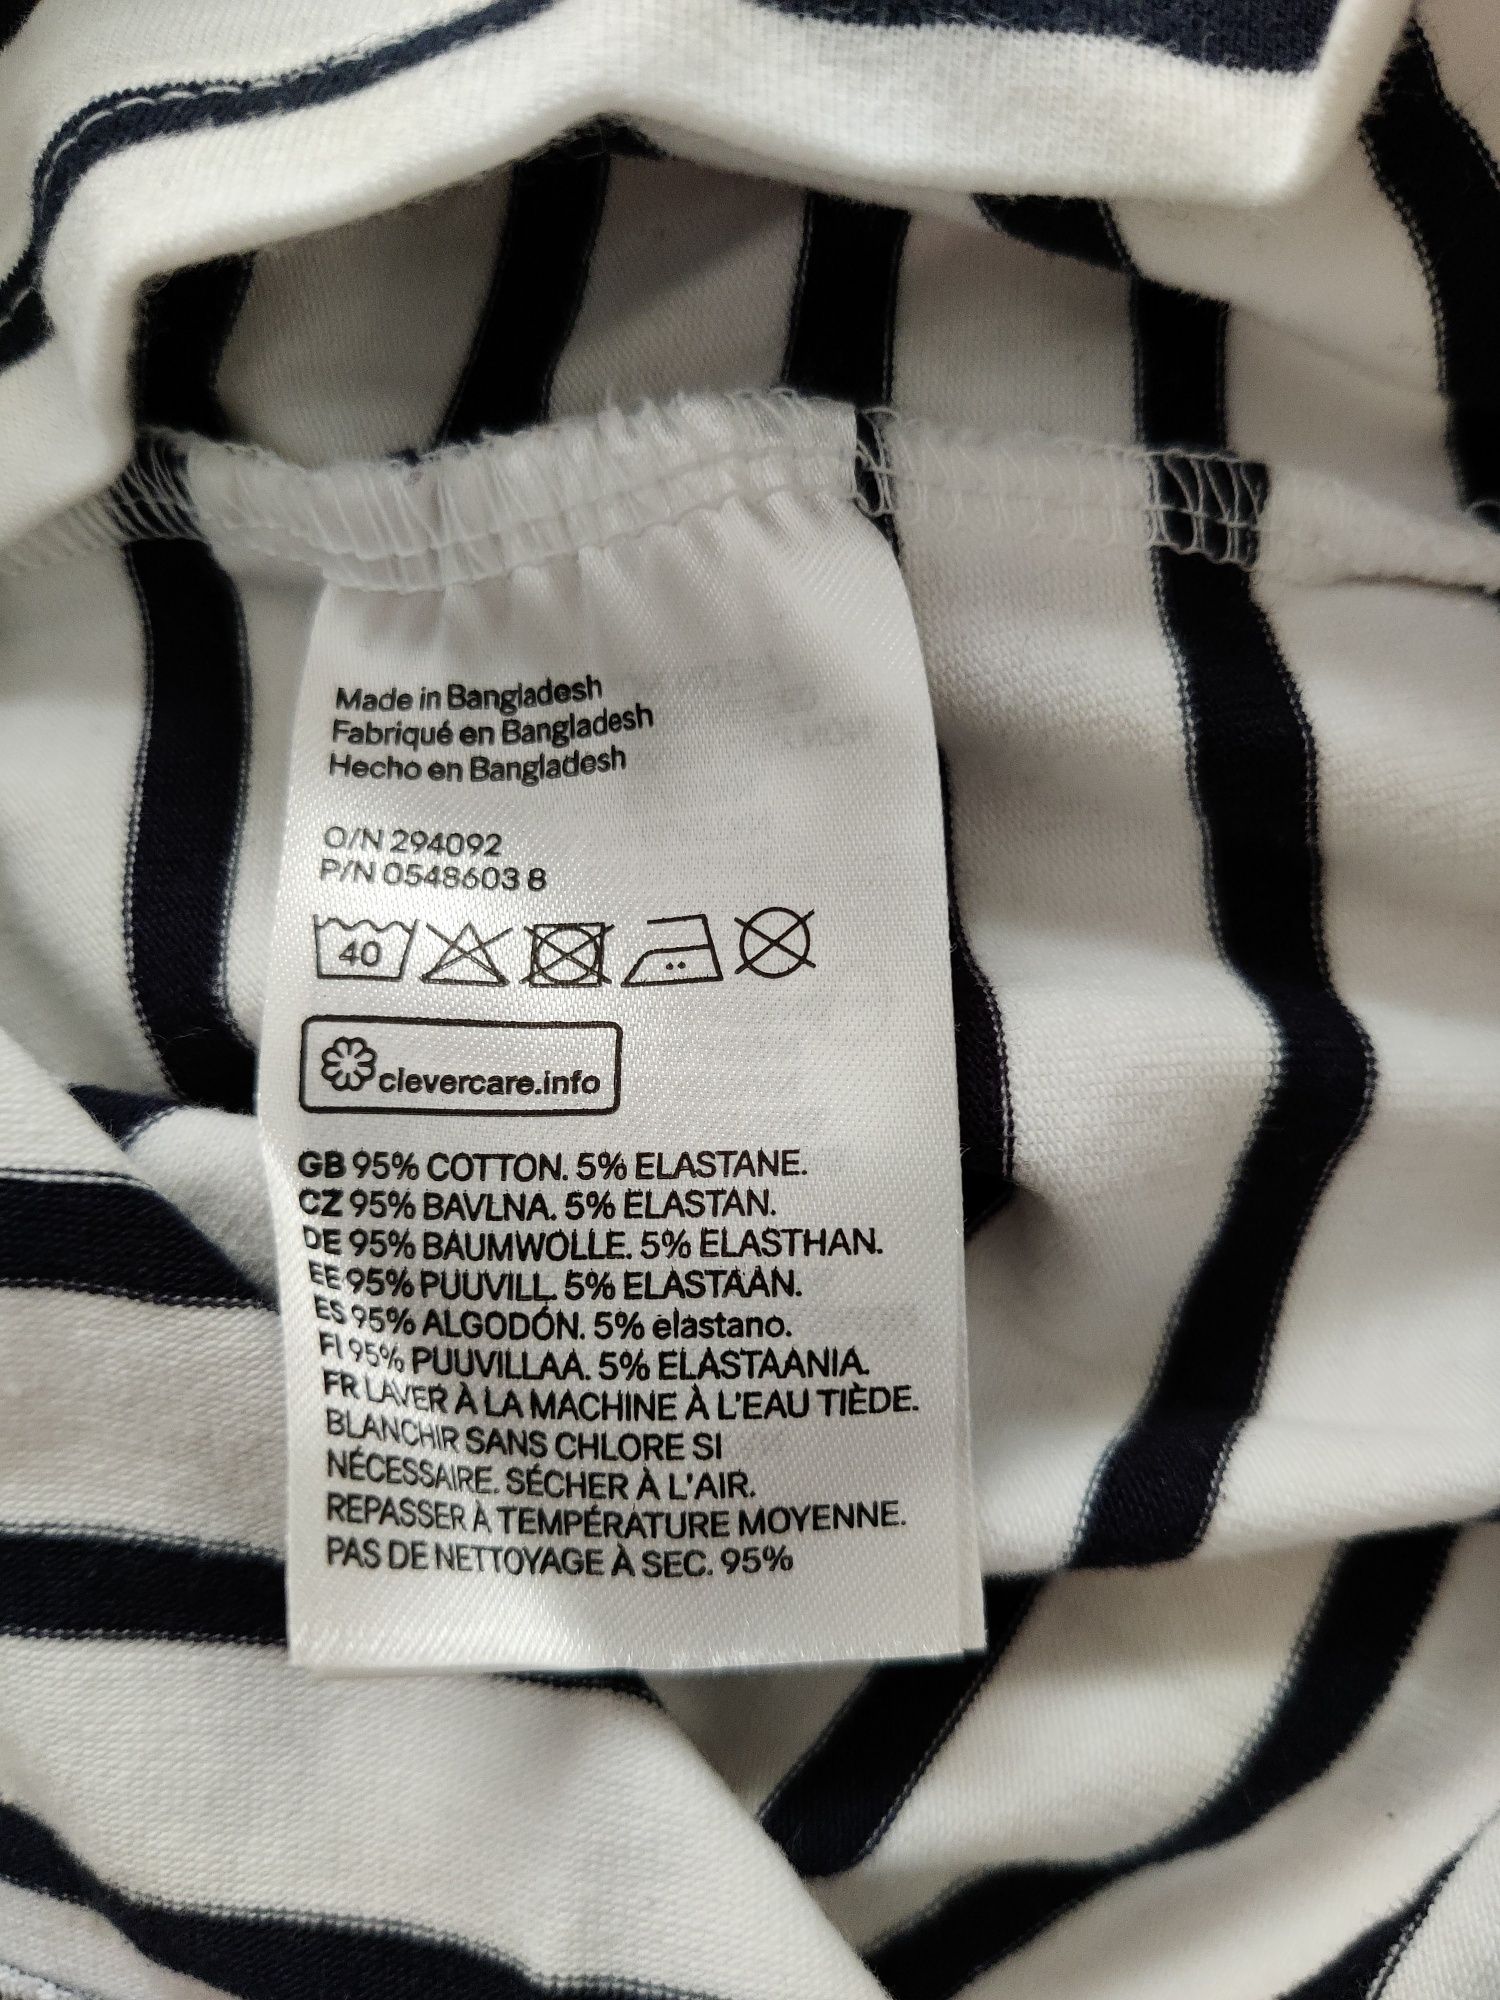 Made in Bangladesh
Fabriqué en Bangladesh
Hecho en Bangladesh
O/N 294092
P/N 0548603 8
40
clevercare.info
GB 95% COTTON. 5% ELASTANE.
CZ 95% BAVLNA. 5% ELASTAN.
DE 95% BAUMWOLLE. 5% ELASTHAN.
EE 95% PUUVILL. 5% ELASTAAN.
ES 95% ALGODÓN. 5% elastano.
FI 95% PUUVILLAA. 5% ELASTAANIA.
FR LAVER À LA MACHINE À L'EAU TIÈDE.
BLANCHIR SANS CHLORE SI
NÉCESSAIRE. SÉCHER À L'AIR.
REPASSER À TEMPÉRATURE MOYENNE.
PAS DE NETTOYAGE À SEC. 95%